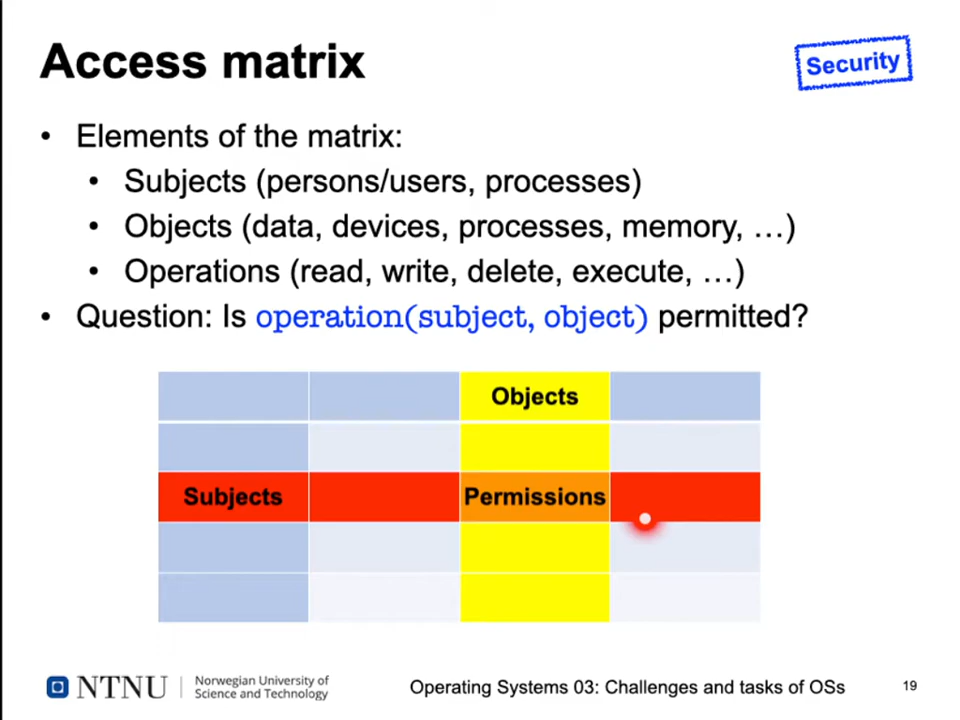 Access matrix
Security
• Elements of the matrix:
• Subjects (persons/users, processes)
• Objects (data, devices, processes, memory, …)
• Operations (read, write, delete, execute, …)
• Question: Is operation(subject, object) permitted?
Objects
Subjects
Permissions
NTNU
Norwegian University of
Science and Technology
Operating Systems 03: Challenges and tasks of OSs
19